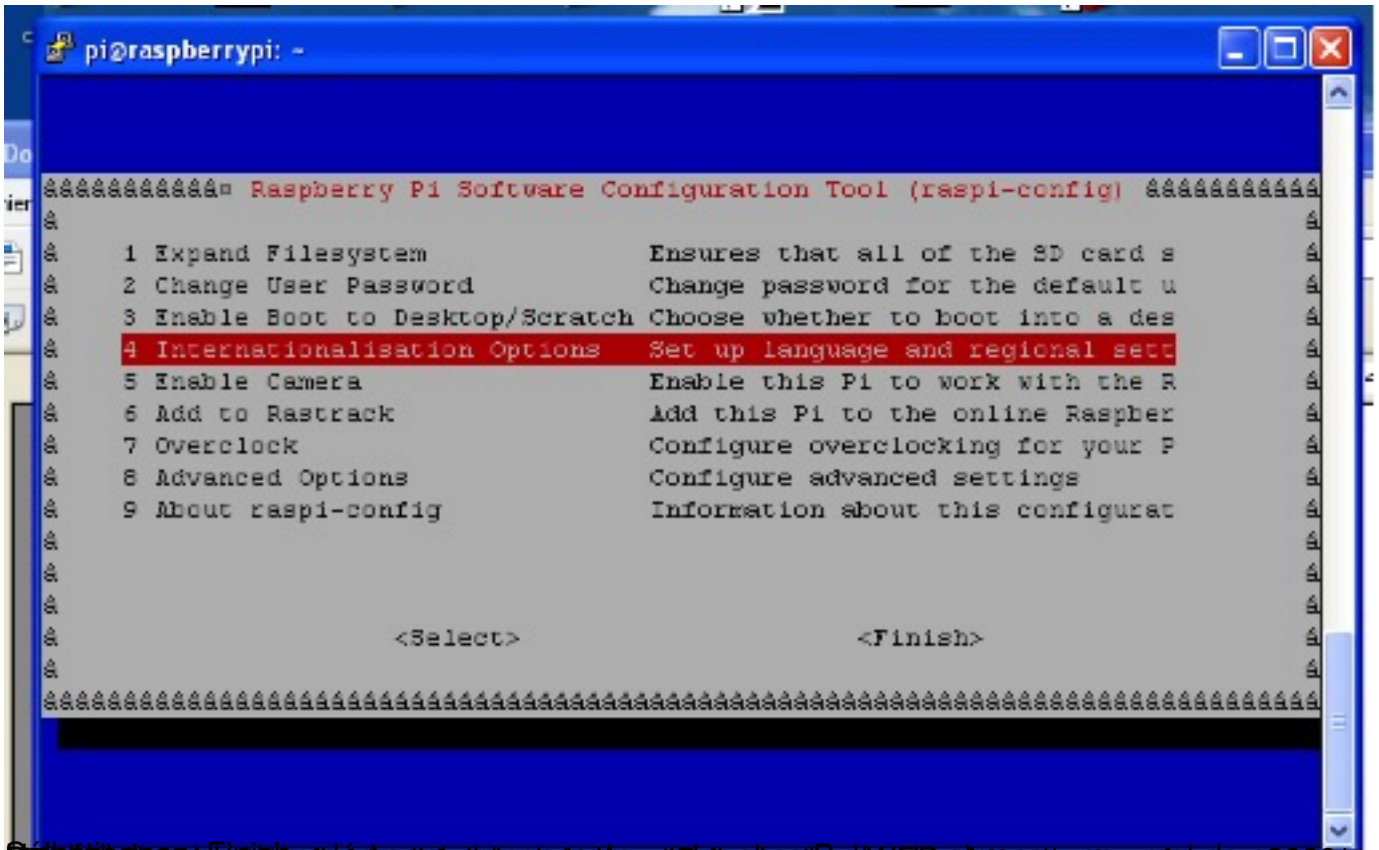 pi@raspberrypi: ~
ââââââââââââ¤ Raspberry Pi Software Configuration Tool (raspi-config) âââââââââââ
1 Expand Filesystem Ensures that all of the SD card s
2 Change User Password Change password for the default u
3 Enable Boot to Desktop/Scratch Choose whether to boot into a des
4 Internationalisation Options Set up language and regional sett
5 Enable Camera Enable this Pi to work with the R
6 Add to Rastrack Add this Pi to the online Raspber
7 Overclock Configure overclocking for your P
8 Advanced Options Configure advanced settings
9 About raspi-config Information about this configurat
<Select> <Finish>